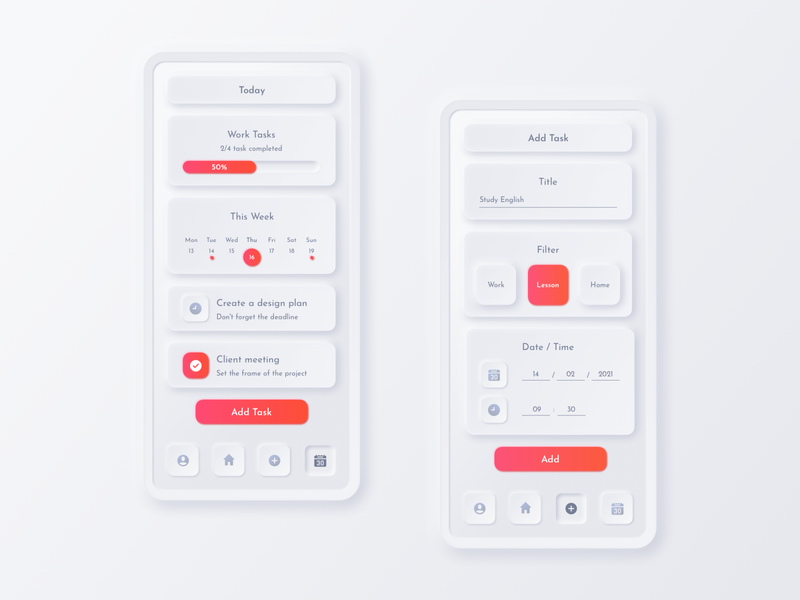 Today
Work Tasks
2/4 task completed
50%
This Week
Mon Tue Wed Thu Fri Sat Sun
13 14 15 16 17 18 19
Create a design plan
Don't forget the deadline
Client meeting
Set the frame of the project
Add Task
30
Add Task
Title
Study English
Filter
Work Lesson Home
Date / Time
30 14 / 02 / 2021
09 : 30
Add
30